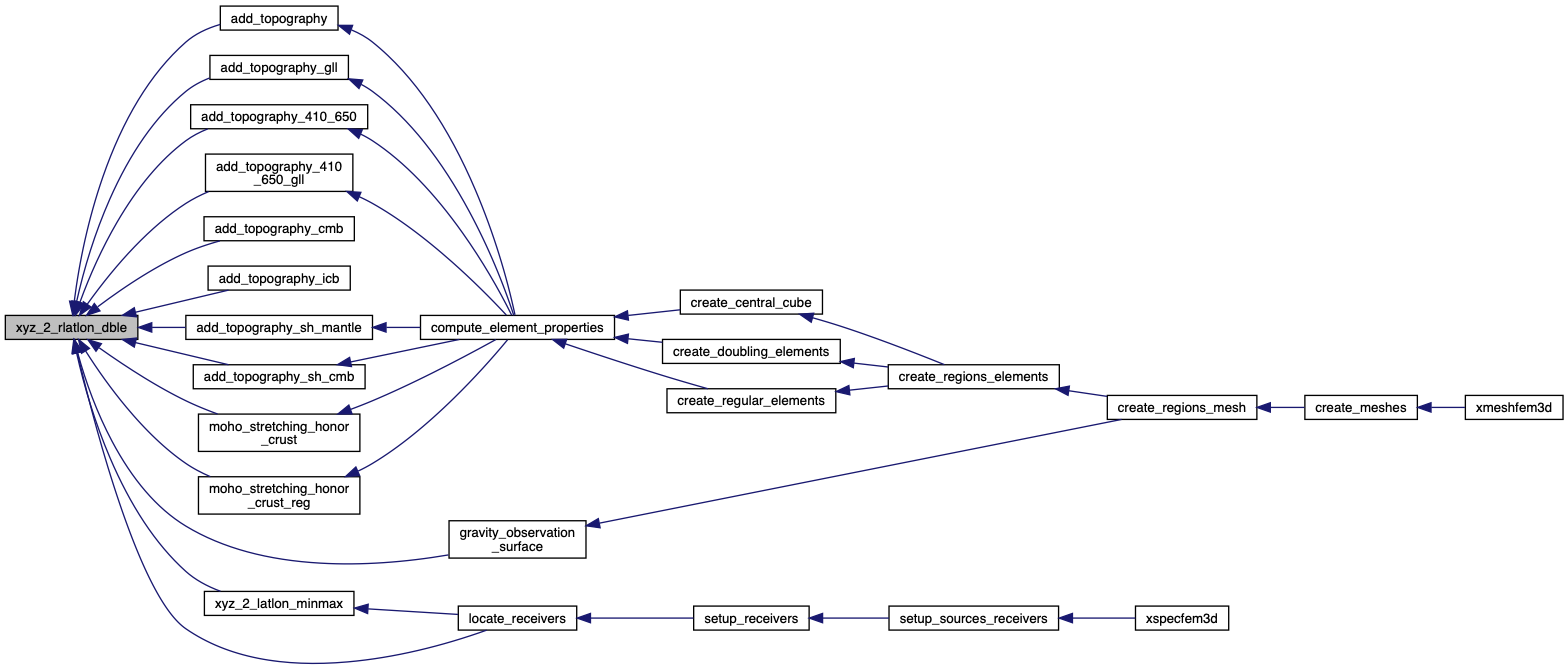 add_topography
add_topography_gll
add_topography_410_650
add_topography_410
_650_gll
add_topography_cmb
add_topography_icb
xyz_2_rlatlon_dble
add_topography_sh_mantle
add_topography_sh_cmb
moho_stretching_honor
_crust
moho_stretching_honor
_crust_reg
compute_element_properties
create_central_cube
create_doubling_elements
create_regular_elements
create_regions_elements
create_regions_mesh
create_meshes
xmeshfem3d
gravity_observation
_surface
xyz_2_latlon_minmax
locate_receivers
setup_receivers
setup_sources_receivers
xspecfem3d